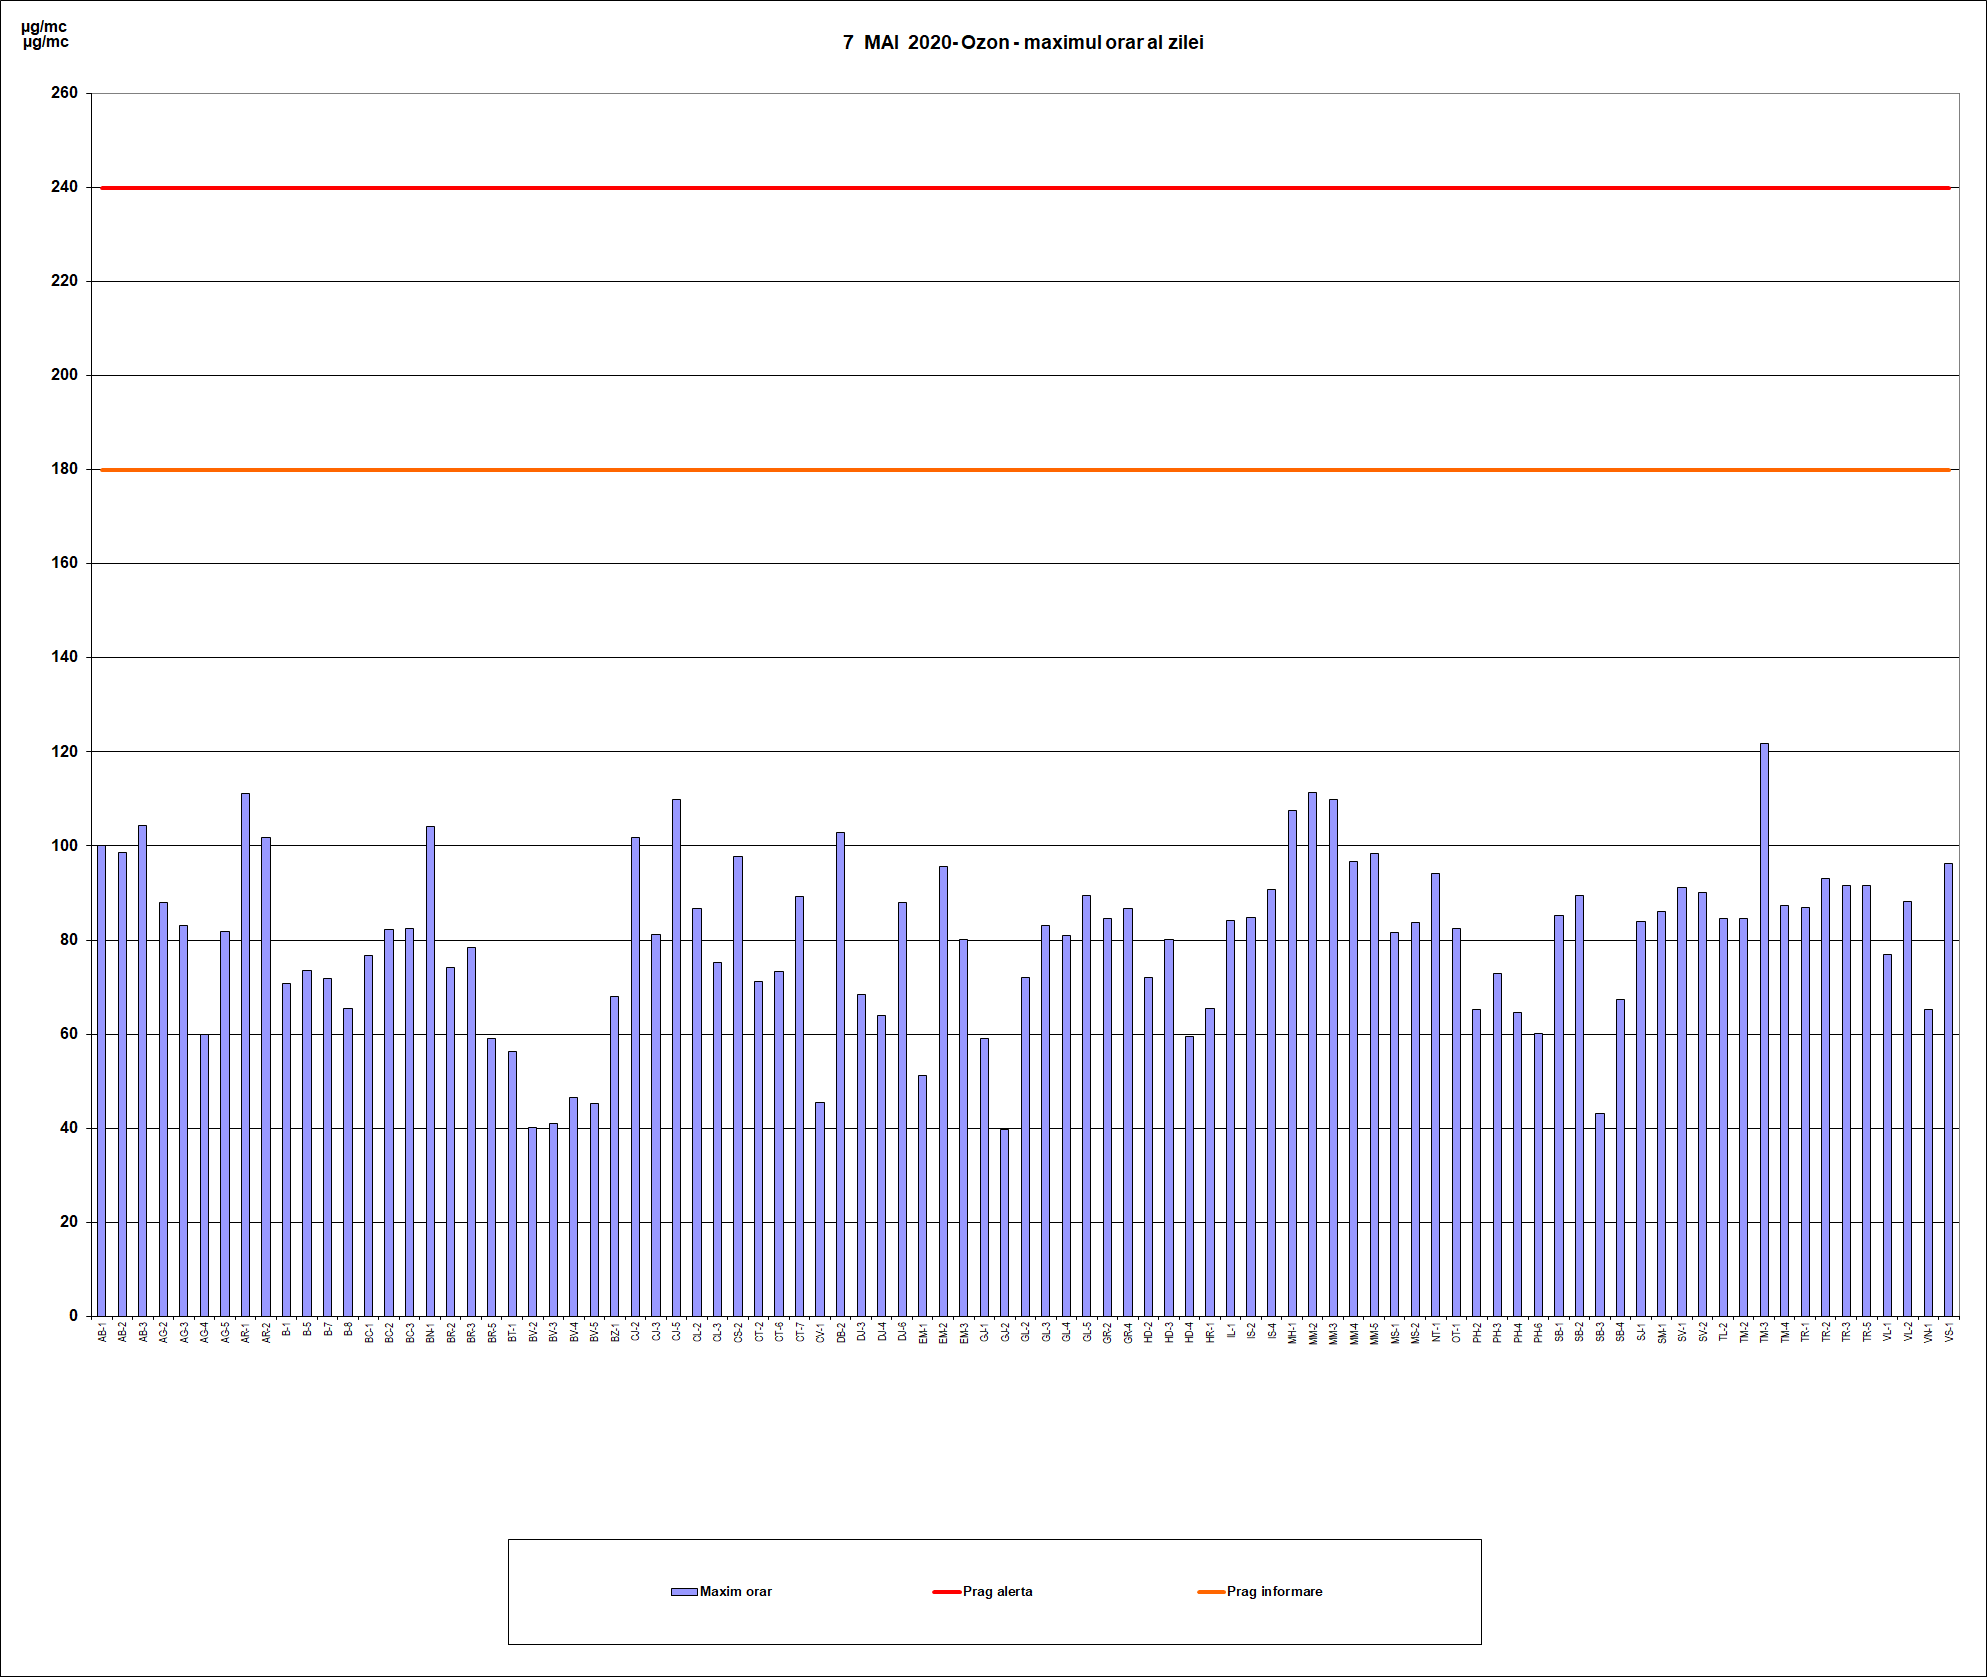 µg/mc
µg/mc
7 MAI 2020- Ozon - maximul orar al zilei
260
240
220
200
180
160
140
120
100
80
60
40
20
0
AB-1 AB-2 AB-3 AG-2 AG-3 AG-4 AG-5 AR-1 AR-2 B-1 B-5 B-7 B-8 BC-1 BC-2 BC-3 BN-1 BR-2 BR-3 BR-5 BT-1 BV-2 BV-3 BV-4 BV-5 BZ-1 CJ-2 CJ-3 CJ-5 CL-2 CL-3 CS-2 CT-2 CT-6 CT-7 CV-1 DB-2 DJ-3 DJ-4 DJ-6 EM-1 EM-2 EM-3 GJ-1 GJ-2 GL-2 GL-3 GL-4 GL-5 GR-2 GR-4 HD-2 HD-3 HD-4 HR-1 IL-1 IS-2 IS-4 MH-1 MM-2 MM-3 MM-4 MM-5 MS-1 MS-2 NT-1 OT-1 PH-2 PH-3 PH-4 PH-6 SB-1 SB-2 SB-3 SB-4 SJ-1 SM-1 SV-1 SV-2 TL-2 TM-2 TM-3 TM-4 TR-1 TR-2 TR-3 TR-5 VL-1 VL-2 VN-1 VS-1
Maxim orar Prag alerta Prag informare